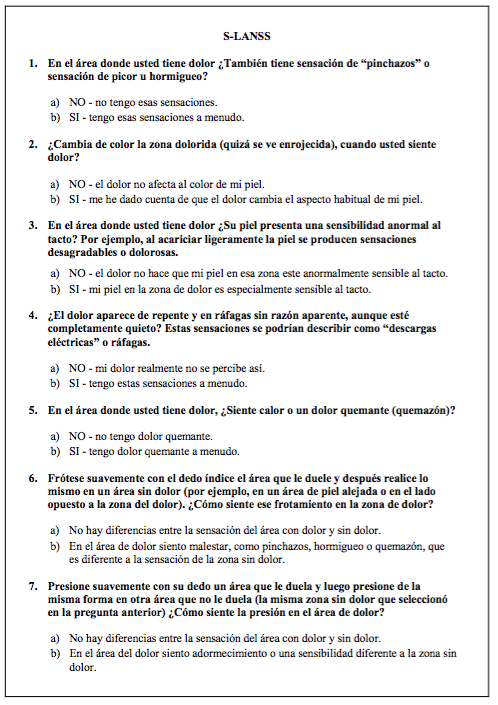 S-LANSS
1. En el área donde usted tiene dolor ¿También tiene sensación de “pinchazos” o
sensación de picor u hormigueo?
a) NO - no tengo esas sensaciones.
b) SI - tengo esas sensaciones a menudo.
2. ¿Cambia de color la zona dolorida (quizá se ve enrojecida), cuando usted siente
dolor?
a) NO - el dolor no afecta al color de mi piel.
b) SI - me he dado cuenta de que el dolor cambia el aspecto habitual de mi piel.
3. En el área donde usted tiene dolor ¿Su piel presenta una sensibilidad anormal al
tacto? Por ejemplo, al acariciar ligeramente la piel se producen sensaciones
desagradables o dolorosas.
a) NO - el dolor no hace que mi piel en esa zona este anormalmente sensible al tacto.
b) SI - mi piel en la zona de dolor es especialmente sensible al tacto.
4. ¿El dolor aparece de repente y en ráfagas sin razón aparente, aunque esté
completamente quieto? Estas sensaciones se podrían describir como “descargas
eléctricas” o ráfagas.
a) NO - mi dolor realmente no se percibe así.
b) SI - tengo estas sensaciones a menudo.
5. En el área donde usted tiene dolor, ¿Siente calor o un dolor quemante (quemazón)?
a) NO - no tengo dolor quemante.
b) SI - tengo dolor quemante a menudo.
6. Frótese suavemente con el dedo índice el área que le duele y después realice lo
mismo en un área sin dolor (por ejemplo, en un área de piel alejada o en el lado
opuesto a la zona del dolor). ¿Cómo siente ese frotamiento en la zona de dolor?
a) No hay diferencias entre la sensación del área con dolor y sin dolor.
b) En el área de dolor siento malestar, como pinchazos, hormigueo o quemazón, que
es diferente a la sensación de la zona sin dolor.
7. Presione suavemente con su dedo un área que le duela y luego presione de la
misma forma en otra área que no le duela (la misma zona sin dolor que seleccionó
en la pregunta anterior) ¿Cómo siente la presión en el área de dolor?
a) No hay diferencias entre la sensación del área con dolor y sin dolor.
b) En el área del dolor siento adormecimiento o una sensibilidad diferente a la zona sin
dolor.